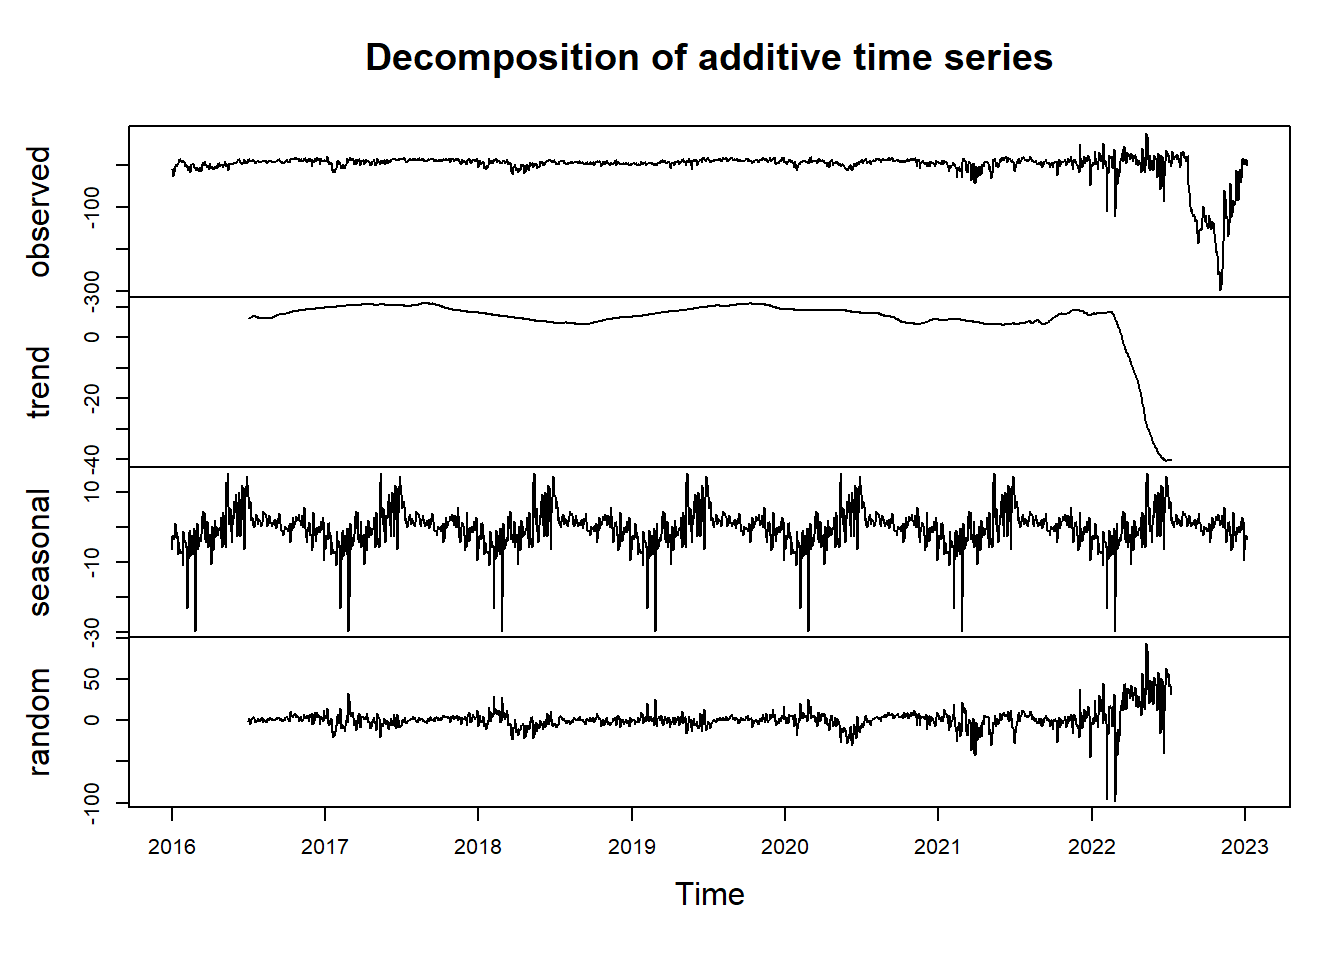 Decomposition of additive time series
observed
-100
-300
trend
0
-20
-40
seasonal
10
-10
-30
random
50
0
-100
2016 2017 2018 2019 2020 2021 2022 2023
Time